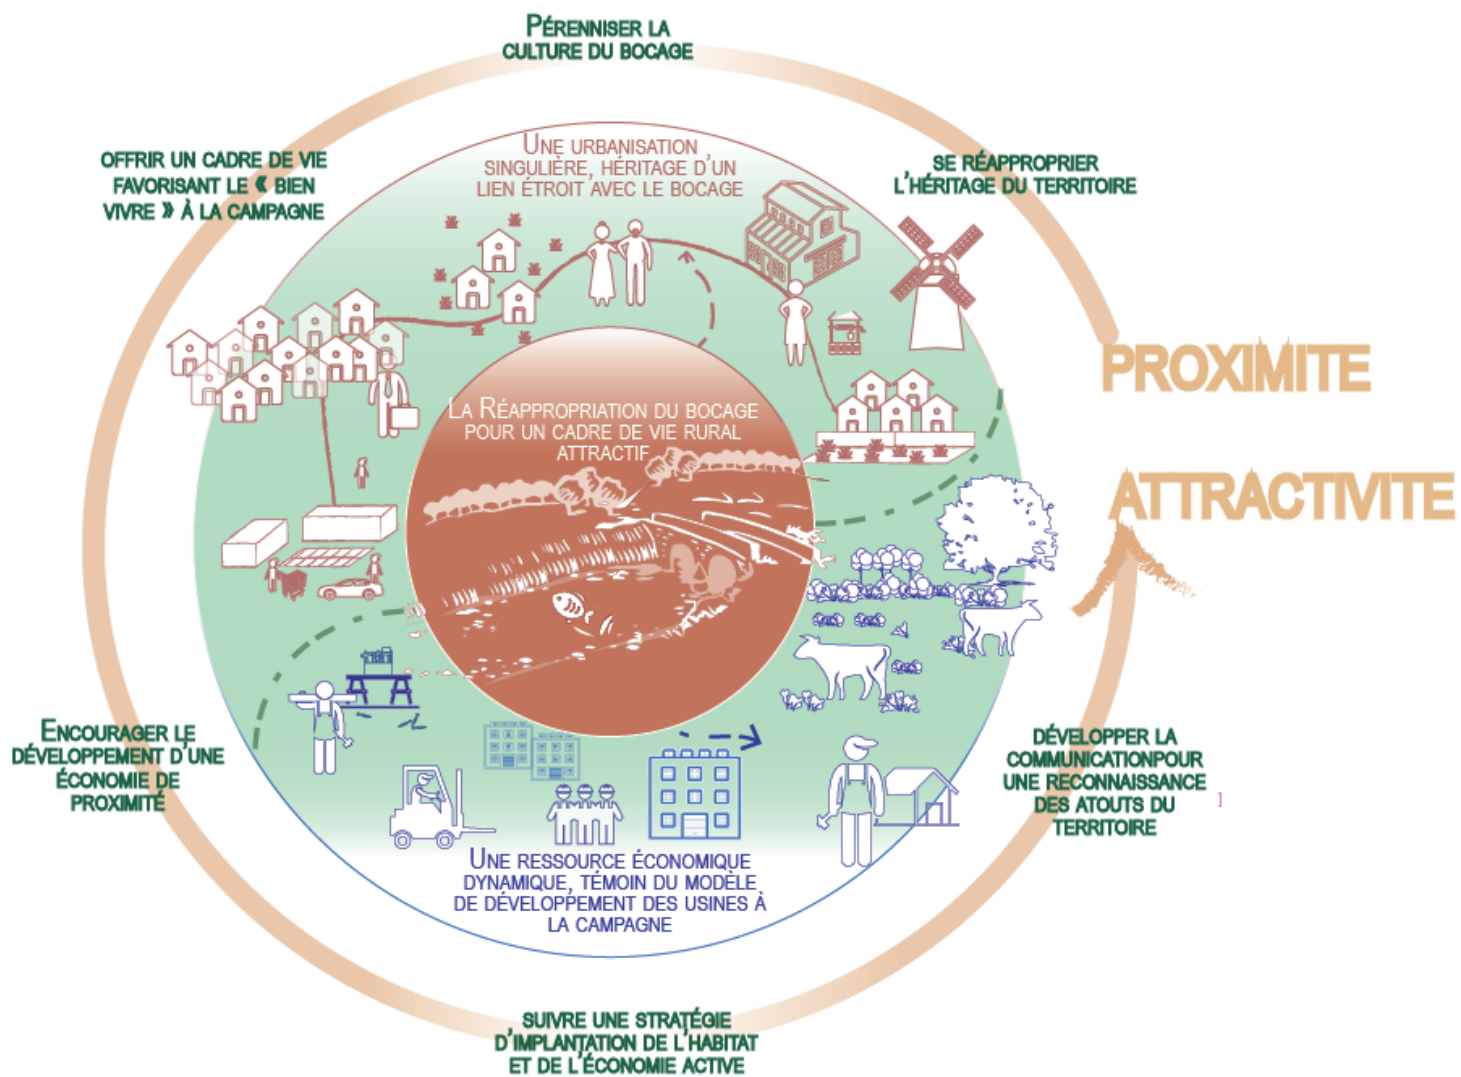 PÉRENNISER LA
CULTURE DU BOCAGE
OFFRIR UN CADRE DE VIE
FAVORISANT LE « BIEN
VIVRE » À LA CAMPAGNE
SE RÉAPPROPRIER
L'HÉRITAGE DU TERRITOIRE
UNE URBANISATION
SINGULIÈRE, HÉRITAGE D'UN
LIEN ÉTROIT AVEC LE BOCAGE
PROXIMITE
ATTRACTIVITE
LA RÉAPPROPRIATION DU BOCAGE
POUR UN CADRE DE VIE RURAL
ATTRACTIF
ENCOURAGER LE
DÉVELOPPEMENT D'UNE
ÉCONOMIE DE
PROXIMITÉ
DÉVELOPPER LA
COMMUNICATIONPOUR
UNE RECONNAISSANCE
DES ATOUTS DU
TERRITOIRE
]
UNE RESSOURCE ÉCONOMIQUE
DYNAMIQUE, TÉMOIN DU MODÈLE
DE DÉVELOPPEMENT DES USINES À
LA CAMPAGNE
SUIVRE UNE STRATÉGIE
D'IMPLANTATION DE L'HABITAT
ET DE L'ÉCONOMIE ACTIVE